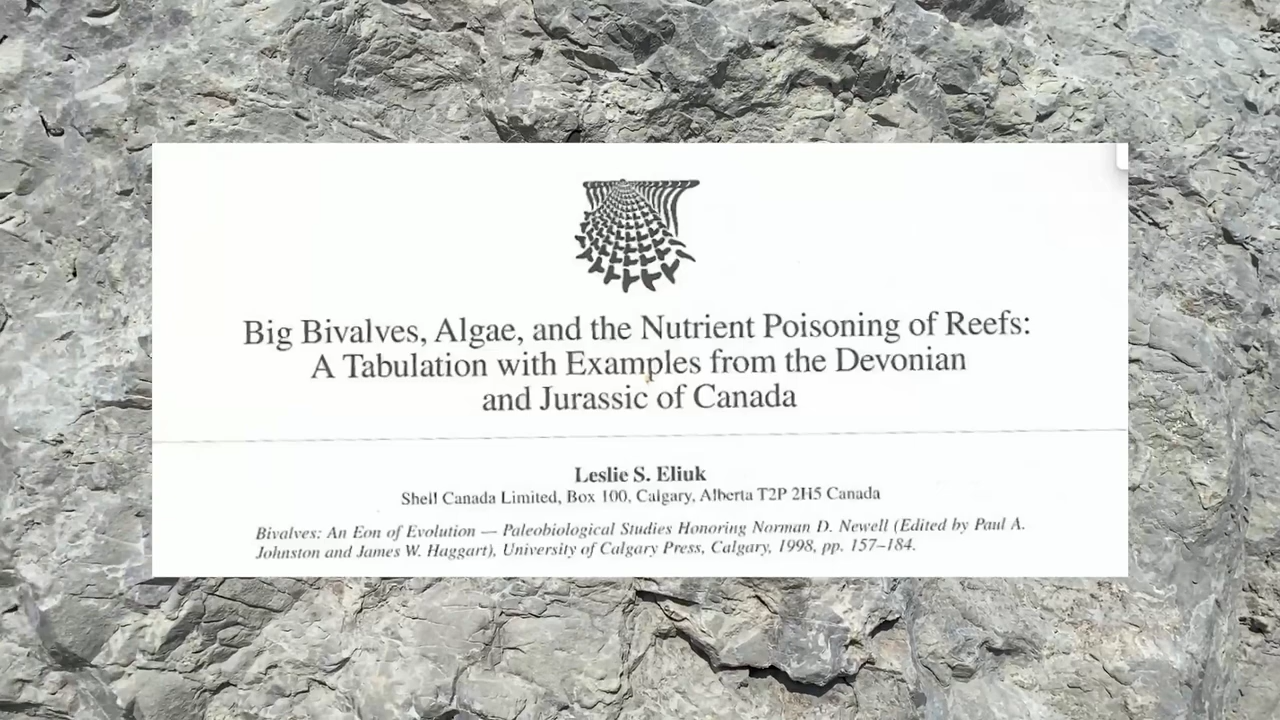 Big Bivalves, Algae, and the Nutrient Poisoning of Reefs:
A Tabulation with Examples from the Devonian
and Jurassic of Canada
Leslie S. Eliuk
Shell Canada Limited, Box 100, Calgary, Alberta T2P 2H5 Canada
Bivalves: An Eon of Evolution — Paleobiological Studies Honoring Norman D. Newell (Edited by Paul A.
Johnston and James W. Haggart), University of Calgary Press, Calgary, 1998, pp. 157–184.